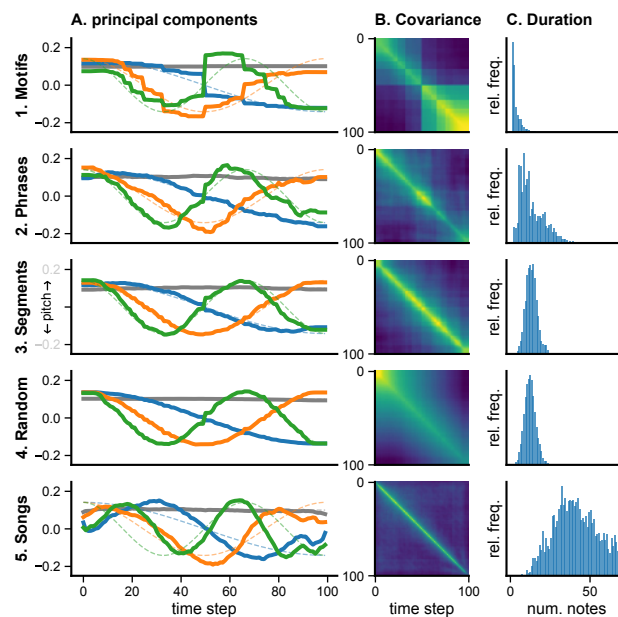 A. principal components
B. Covariance
C. Duration
1. Motifs
0.2
0.0
−0.2
0
100
rel. freq.
2. Phrases
0.2
0.0
−0.2
0
100
rel. freq.
3. Segments
← pitch →
0.2
−0.2
0
100
rel. freq.
4. Random
0.2
0.0
−0.2
0
100
rel. freq.
5. Songs
0.2
0.0
−0.2
0
100
rel. freq.
0 20 40 60 80 100
0 100
0 50
time step
time step
num. notes